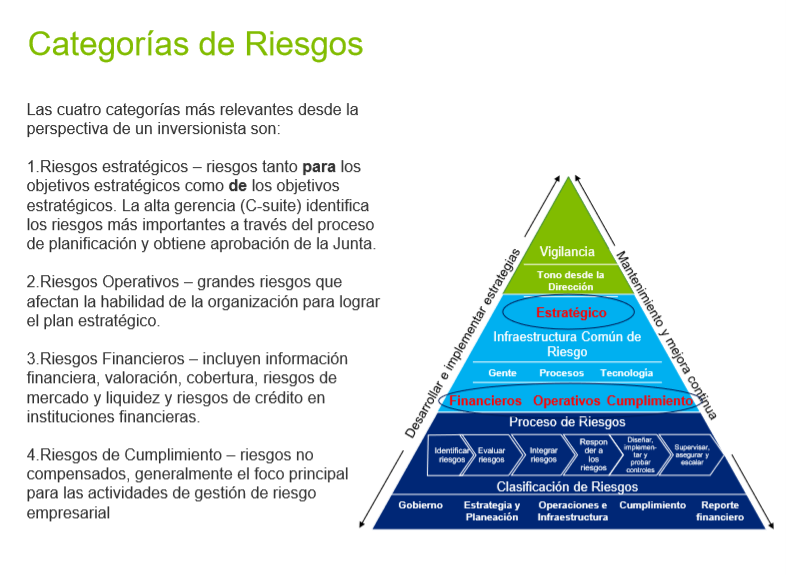 Categorías de Riesgos
Las cuatro categorías más relevantes desde la
perspectiva de un inversionista son:
1.Riesgos estratégicos – riesgos tanto para los
objetivos estratégicos como de los objetivos
estratégicos. La alta gerencia (C-suite) identifica
los riesgos más importantes a través del proceso
de planificación y obtiene aprobación de la Junta.
2.Riesgos Operativos – grandes riesgos que
afectan la habilidad de la organización para lograr
el plan estratégico.
3.Riesgos Financieros – incluyen información
financiera, valoración, cobertura, riesgos de
mercado y liquidez y riesgos de crédito en
instituciones financieras.
4.Riesgos de Cumplimiento – riesgos no
compensados, generalmente el foco principal
para las actividades de gestión de riesgo
empresarial
Desarrollar e implementar estrategias
Mantenimiento y mejora continua
Vigilancia
Tono desde la
Dirección
Estratégico
Infraestructura Común de
Riesgo
Gente Procesos Tecnología
Financieros Operativos Cumplimiento
Proceso de Riesgos
Identificar
riesgos
Evaluar
riesgos
Integrar
riesgos
Respon
der a
los
riesgos
Diseñar,
implemen-
tar y
probar
controles
Supervisar,
asegurar y
escalar
Clasificación de Riesgos
Gobierno
Estrategia y
Planeación
Operaciones e
Infraestructura
Cumplimiento
Reporte
financiero